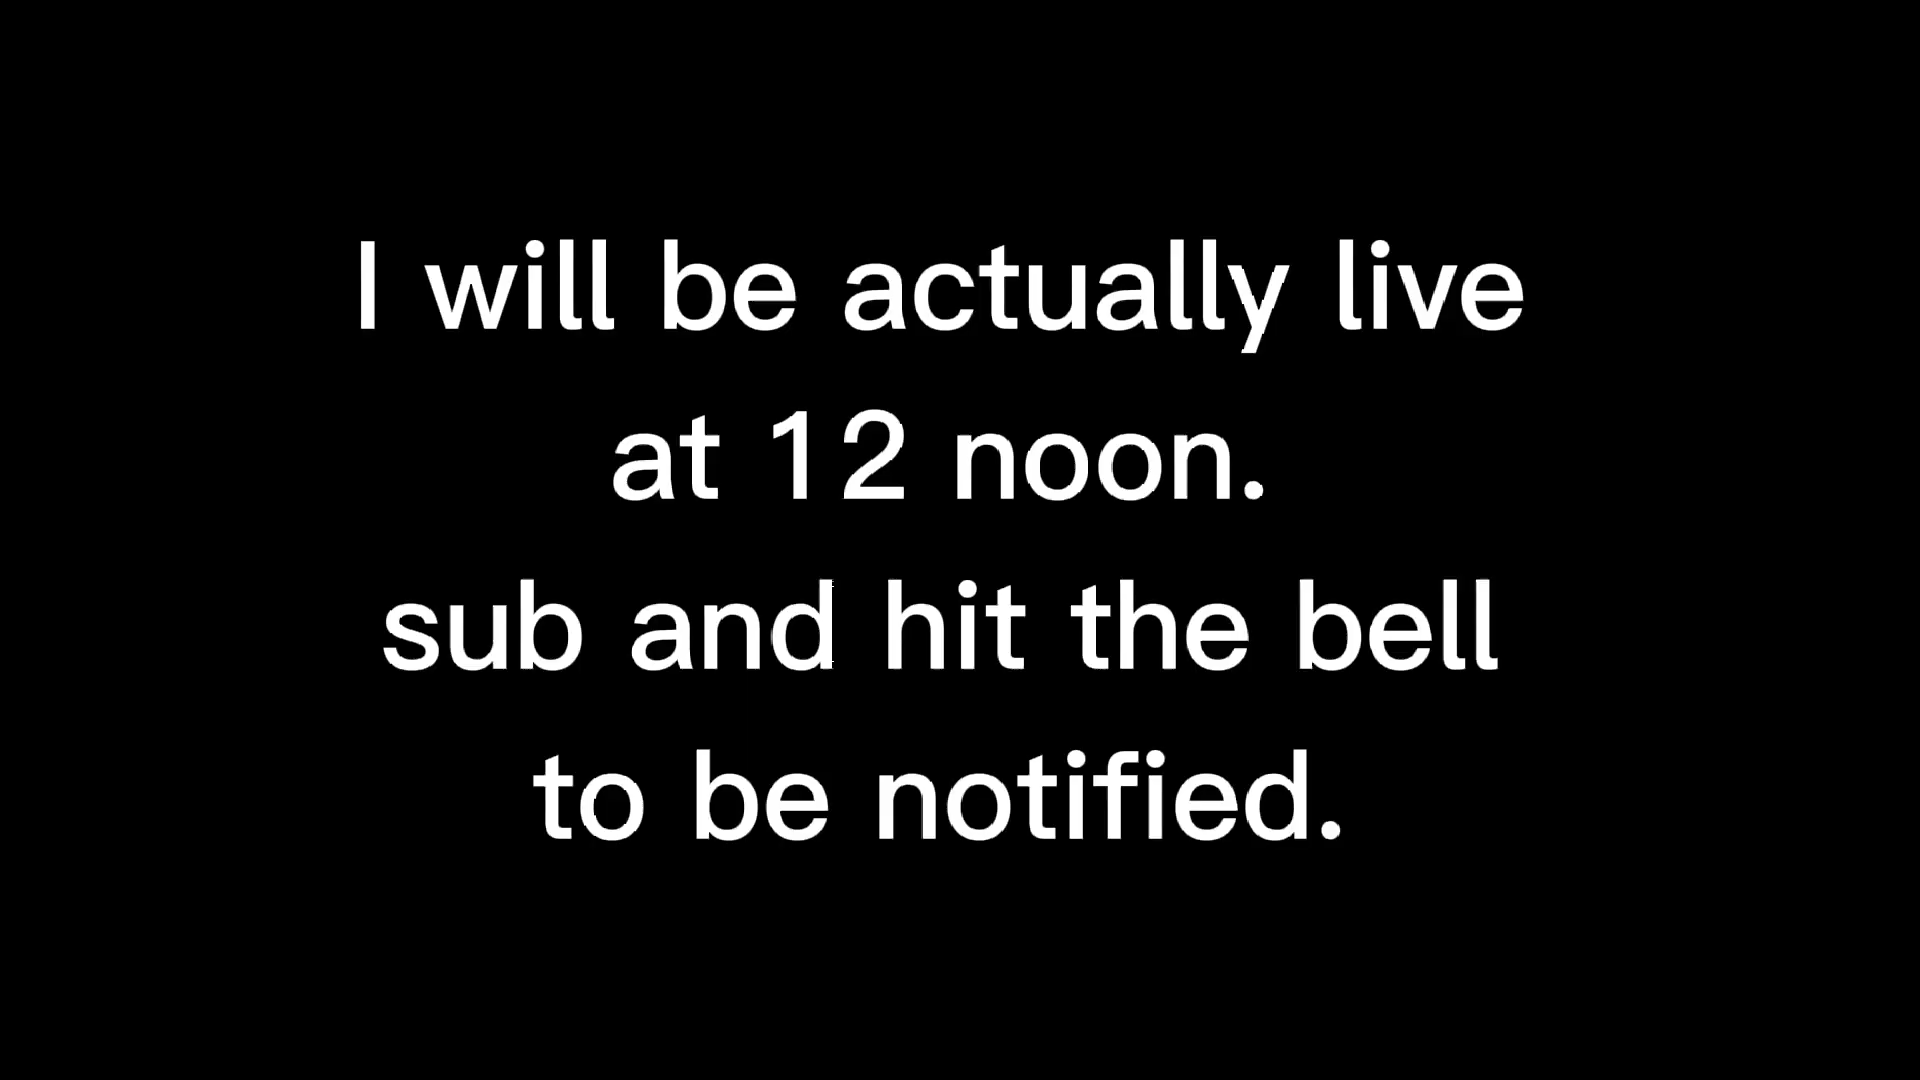 I will be actually live
at 12 noon.
sub and hit the bell
to be notified.